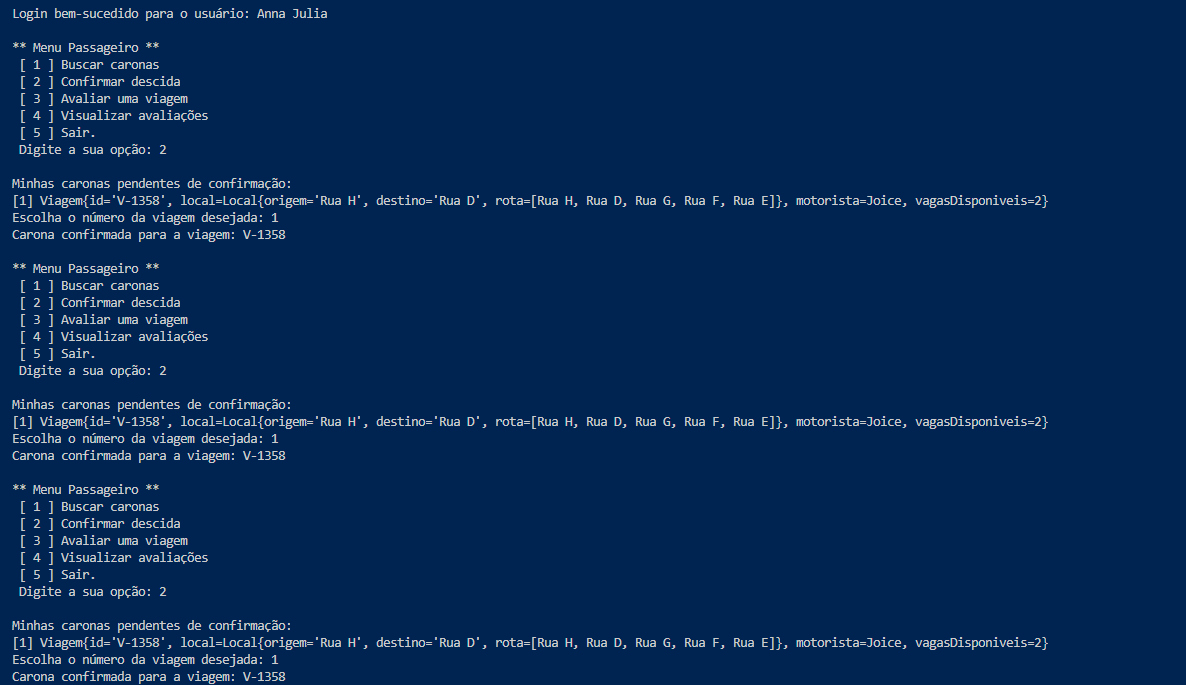 Login bem-sucedido para o usuário: Anna Julia
** Menu Passageiro **
[ 1 ] Buscar caronas
[ 2 ] Confirmar descida
[ 3 ] Avaliar uma viagem
[ 4 ] Visualizar avaliações
[ 5 ] Sair.
Digite a sua opção: 2
Minhas caronas pendentes de confirmação:
[1] Viagem{id='V-1358', local=Local{origem='Rua H', destino='Rua D', rota=[Rua H, Rua D, Rua G, Rua F, Rua E]}, motorista=Joice, vagasDisponiveis=2}
Escolha o número da viagem desejada: 1
Carona confirmada para a viagem: V-1358
** Menu Passageiro **
[ 1 ] Buscar caronas
[ 2 ] Confirmar descida
[ 3 ] Avaliar uma viagem
[ 4 ] Visualizar avaliações
[ 5 ] Sair.
Digite a sua opção: 2
Minhas caronas pendentes de confirmação:
[1] Viagem{id='V-1358', local=Local{origem='Rua H', destino='Rua D', rota=[Rua H, Rua D, Rua G, Rua F, Rua E]}, motorista=Joice, vagasDisponiveis=2}
Escolha o número da viagem desejada: 1
Carona confirmada para a viagem: V-1358
** Menu Passageiro **
[ 1 ] Buscar caronas
[ 2 ] Confirmar descida
[ 3 ] Avaliar uma viagem
[ 4 ] Visualizar avaliações
[ 5 ] Sair.
Digite a sua opção: 2
Minhas caronas pendentes de confirmação:
[1] Viagem{id='V-1358', local=Local{origem='Rua H', destino='Rua D', rota=[Rua H, Rua D, Rua G, Rua F, Rua E]}, motorista=Joice, vagasDisponiveis=2}
Escolha o número da viagem desejada: 1
Carona confirmada para a viagem: V-1358